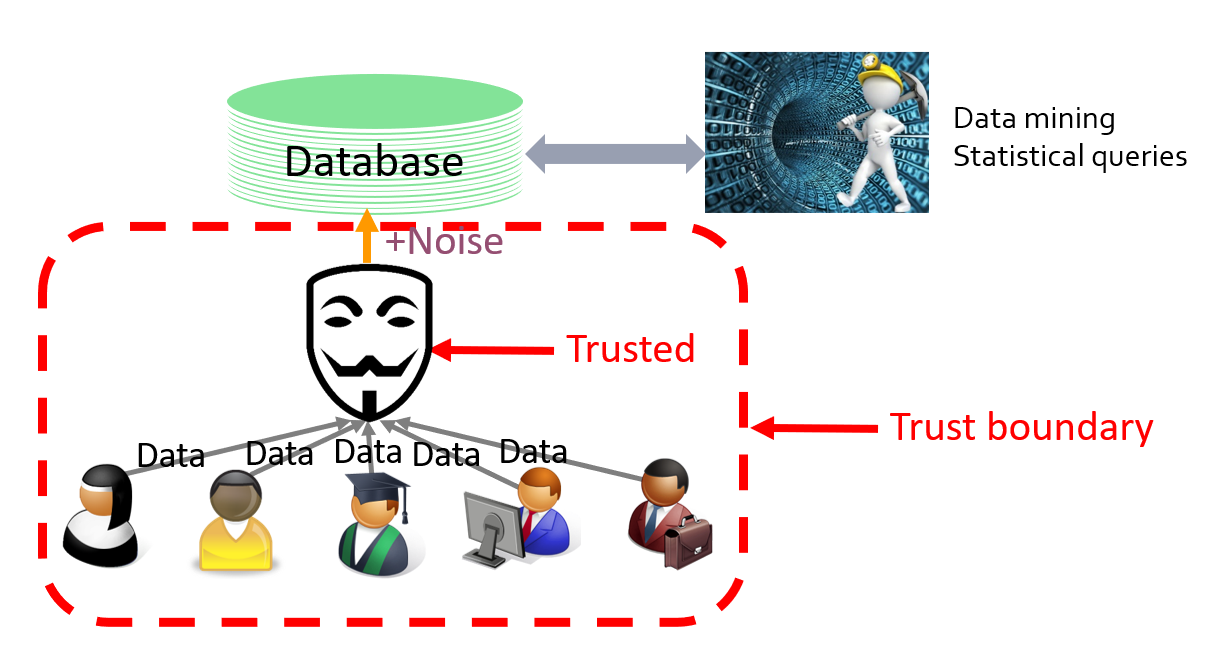 Database
Data mining
Statistical queries
+Noise
Trusted
Trust boundary
Data
Data
Data
Data
Data